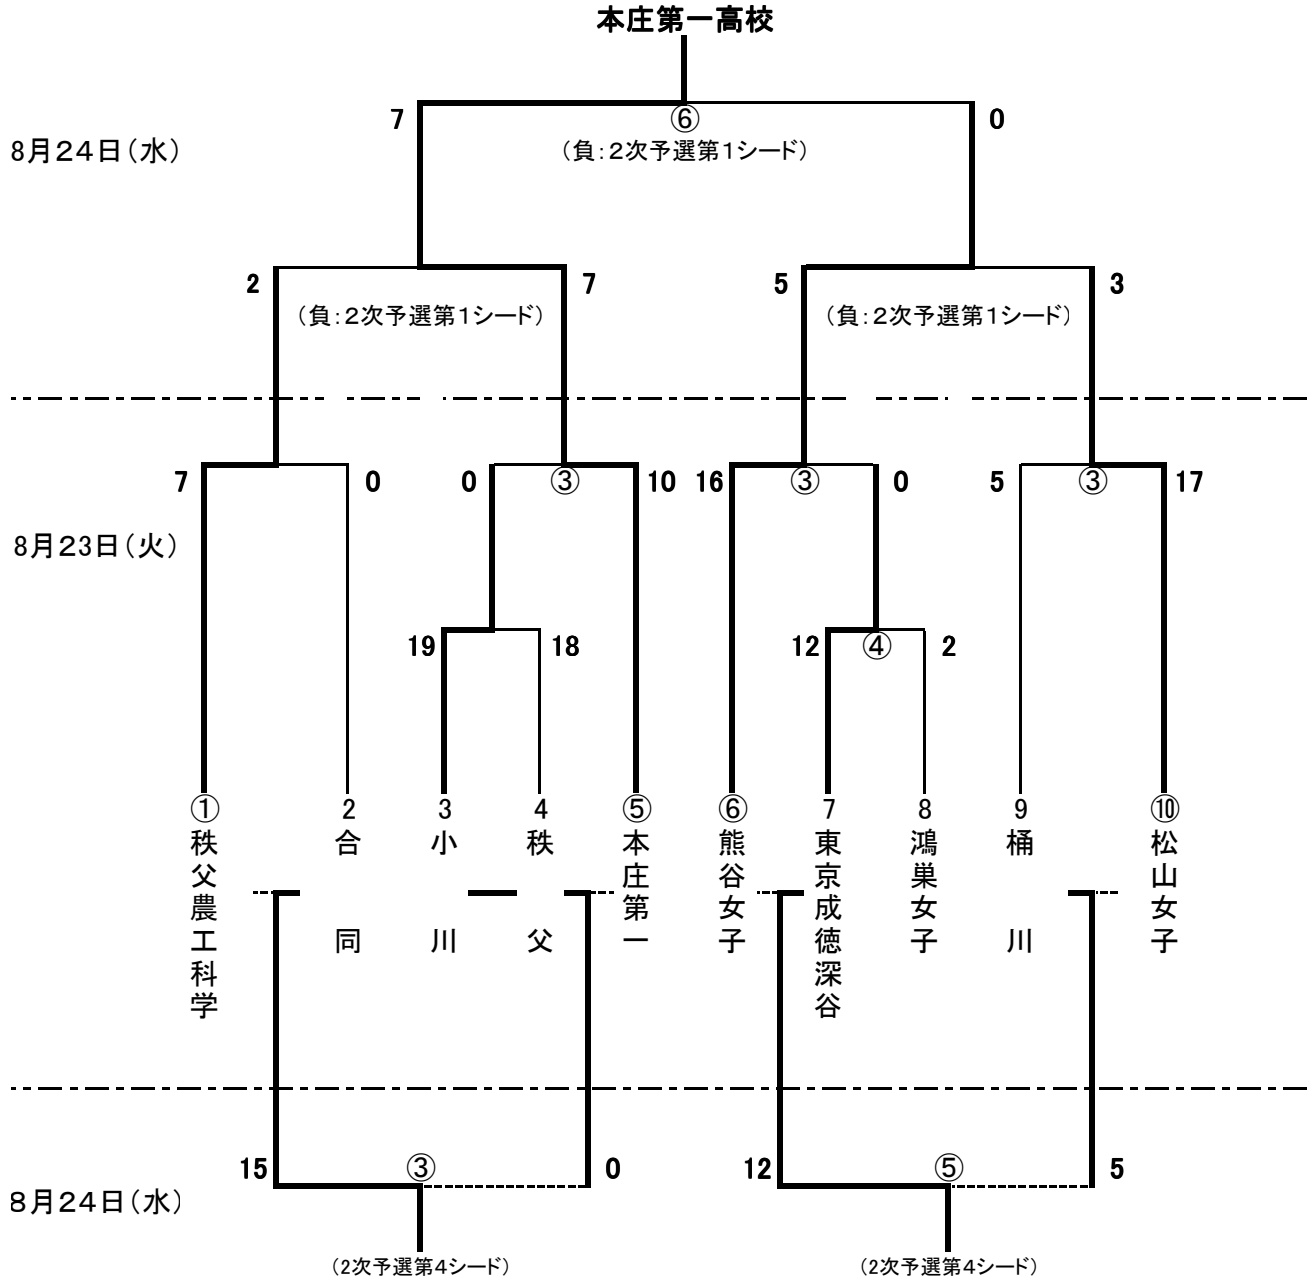 本庄第一高校
7 ⑥ 0
8月24日（水）
（負：2次予選第1シード）
2 7 5 3
（負：2次予選第1シード） （負：2次予選第1シード）
7 0 0 ③ 10 16 ③ 0 5 ③ 17
8月23日（火）
19 18 12 ④ 2
① 2 3 4 ⑤ ⑥ 7 8 9 ⑩
秩父農工科学
合同
小川
秩父
本庄第一
熊谷女子
東京成徳深谷
鴻巣女子
桶川
松山女子
15 ③ 0 12 ⑤ 5
8月24日（水）
（2次予選第4シード） （2次予選第4シード）